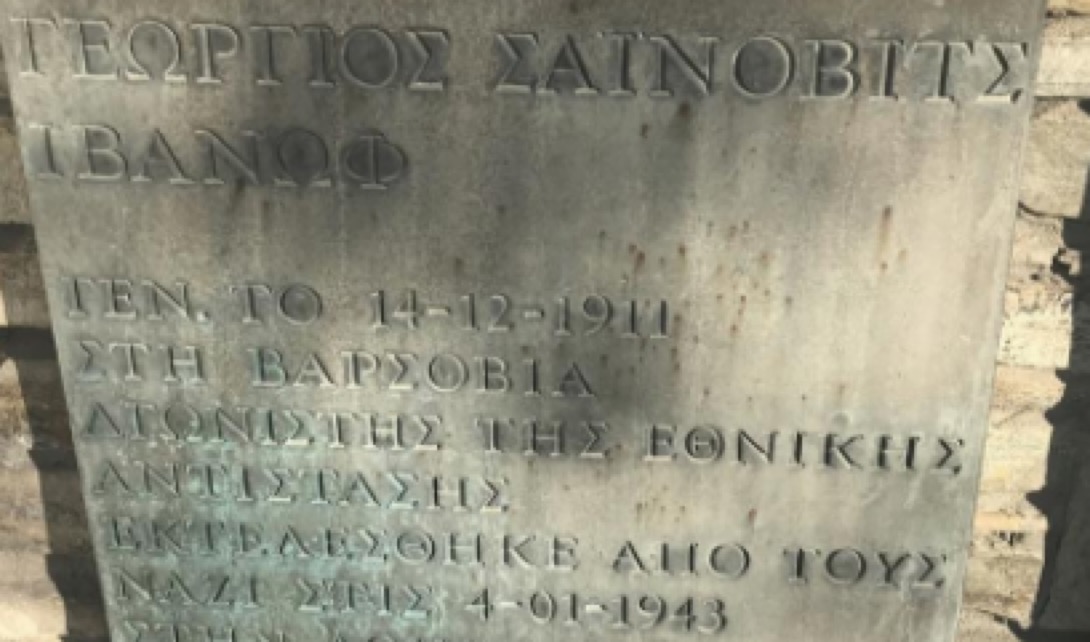 ΓΕΩΡΓΙΟΣ ΣΑΪΝΟΒΙΤΣ
ΙΒΑΝΩΦ
ΓΕΝ. ΤΟ 14-12-1911
ΣΤΗ ΒΑΡΣΟΒΙΑ
ΑΓΩΝΙΣΤΗΣ ΤΗΣ ΕΘΝΙΚΗΣ
ΑΝΤΙΣΤΑΣΗΣ
ΕΚΤΕΛΕΣΘΗΚΕ ΑΠΟ ΤΟΥΣ
ΝΑΖΙ ΣΤΙΣ 4-01-1943